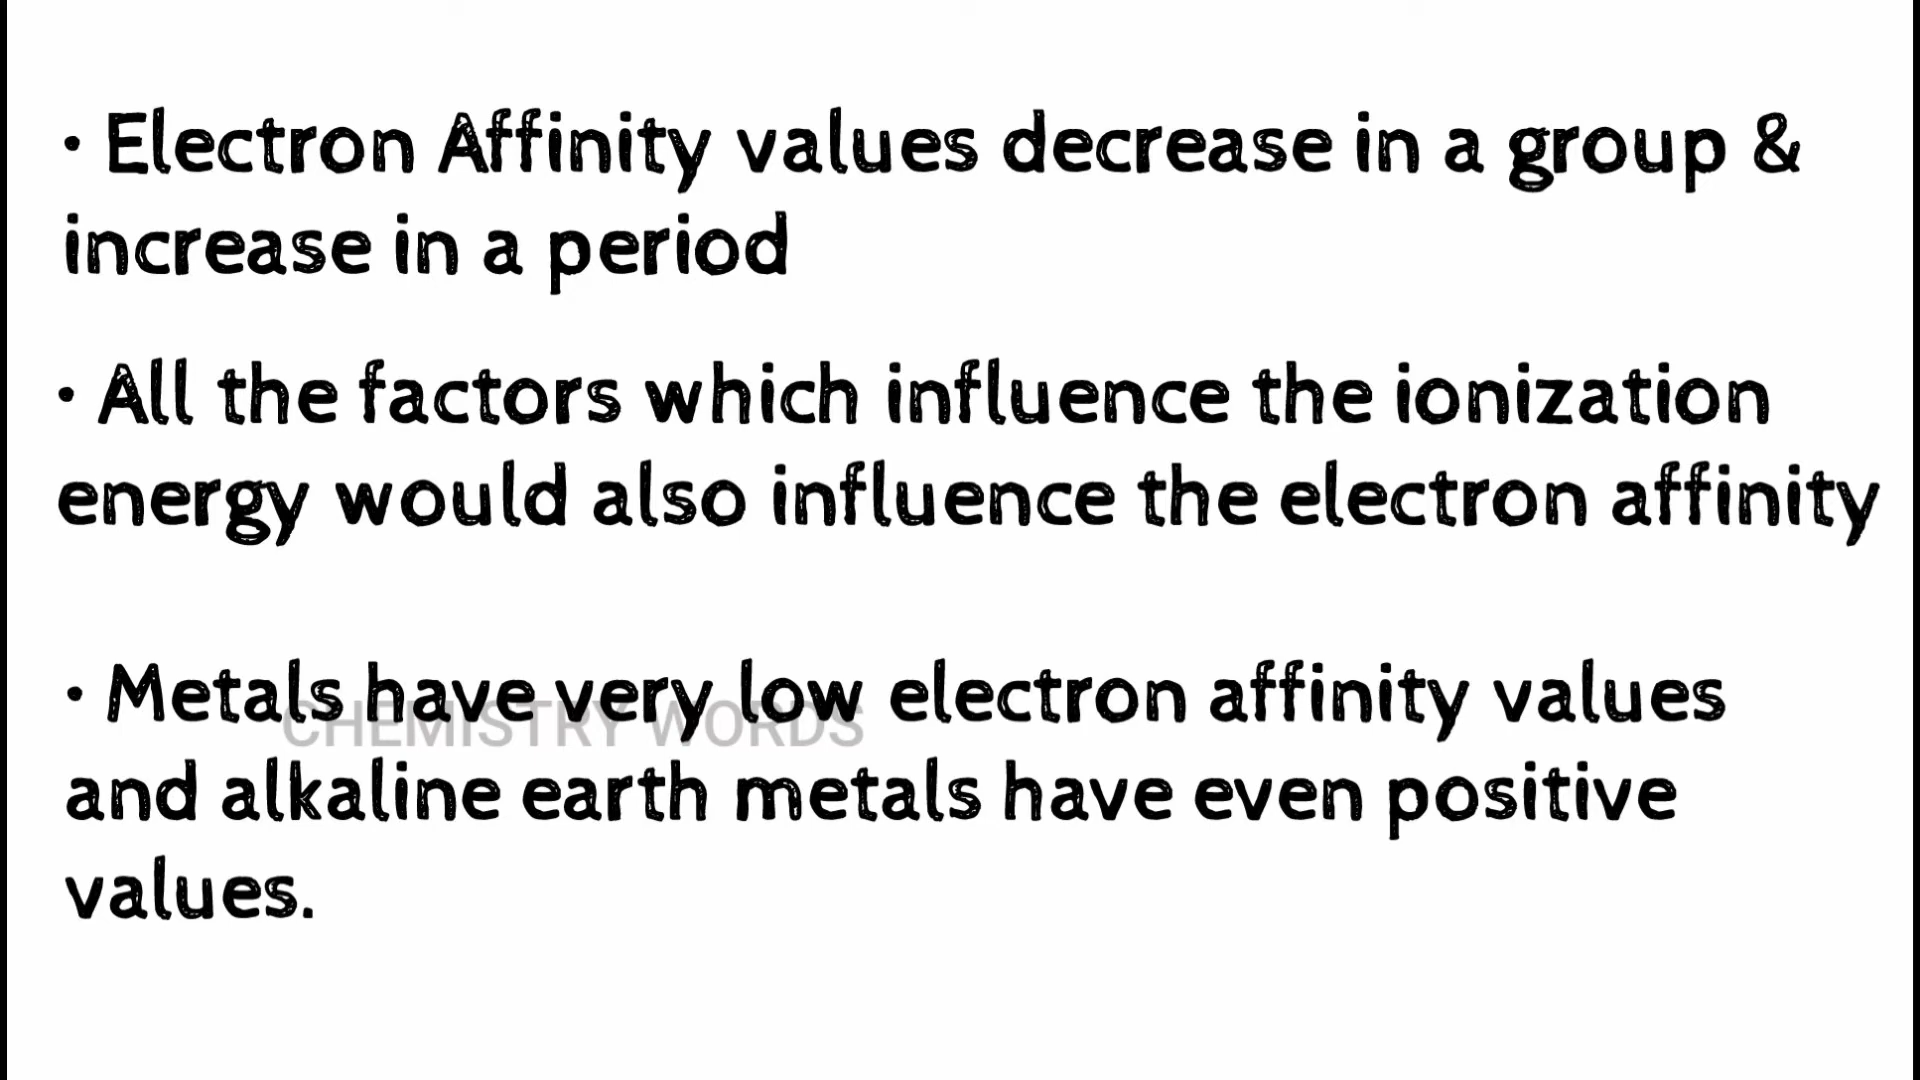 • Electron Affinity values decrease in a group &
increase in a period
• All the factors which influence the ionization
energy would also influence the electron affinity
• Metals have very low electron affinity values
CHEMISTRY WORDS
and alkaline earth metals have even positive
values.